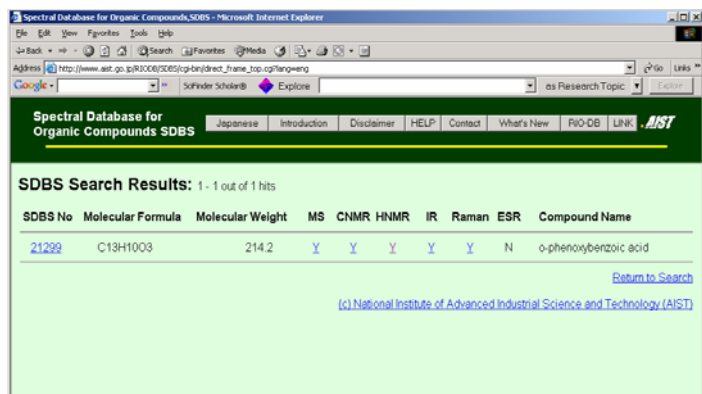 Spectral Database for Organic Compounds,SDBS - Microsoft Internet Explorer
File Edit View Favorites Tools Help
Back Search Favorites Media
Address http://www.aist.go.jp/RIODB/SDBS/cgi-bin/direct_frame_top.cgi?lang=eng Go Links »
Google SciFinder Scholar® Explore as Research Topic Explore
Spectral Database for
Organic Compounds SDBS
Japanese Introduction Disclaimer HELP Contact What's New RIO-DB LINK AIST
SDBS Search Results: 1 - 1 out of 1 hits
SDBS No Molecular Formula Molecular Weight MS CNMR HNMR IR Raman ESR Compound Name
21299 C13H10O3 214.2 Y Y Y Y Y N o-phenoxybenzoic acid
Return to Search
(c) National Institute of Advanced Industrial Science and Technology (AIST)